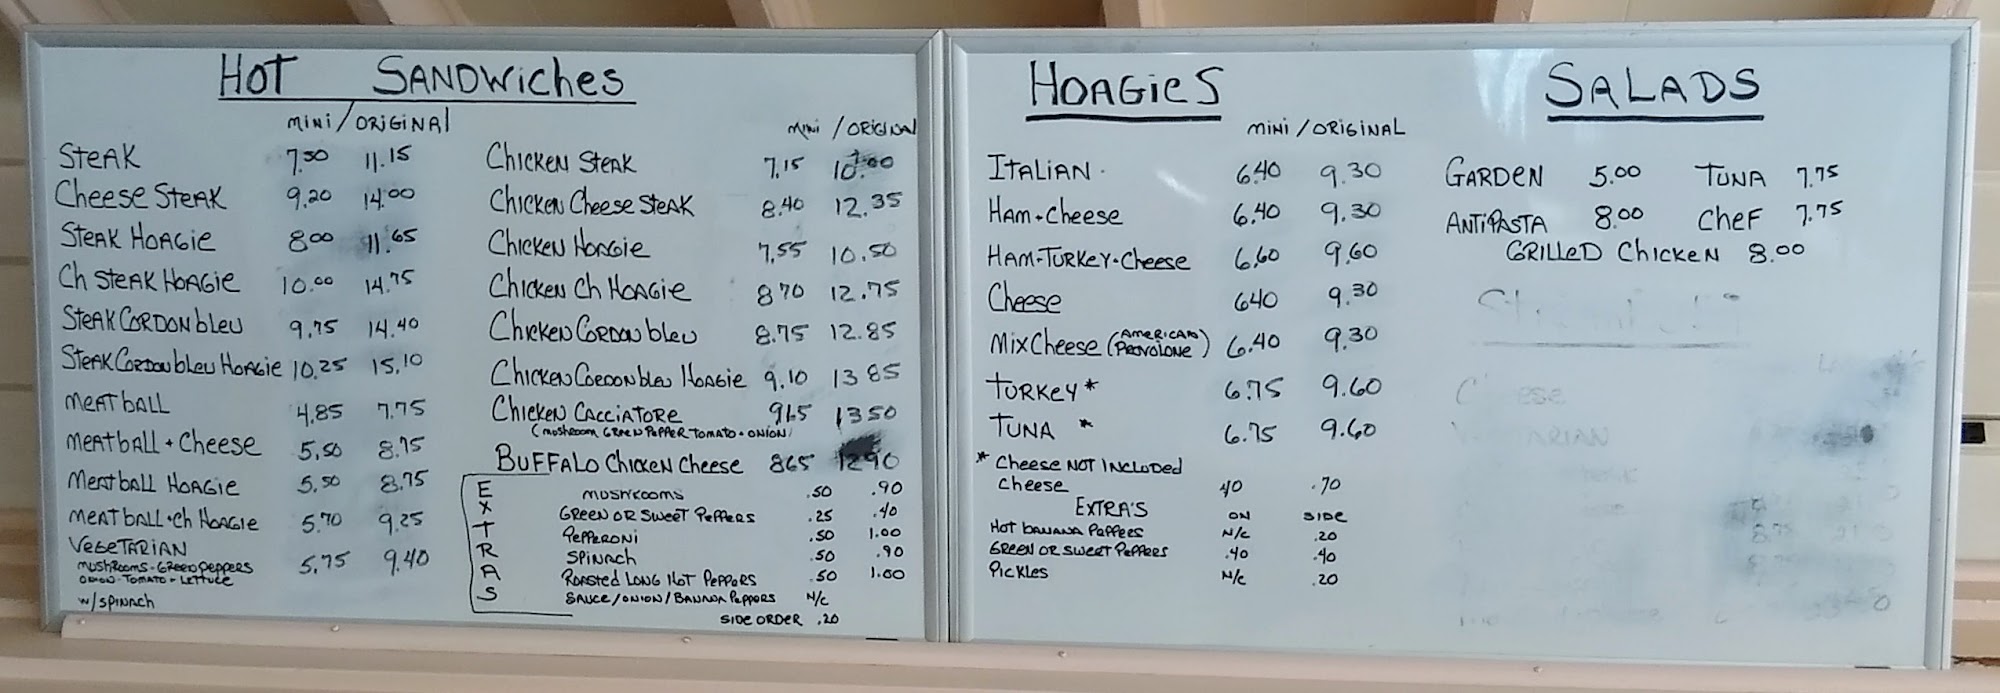 HOT SANDWICHES
MINI / ORIGINAL
STEAK 7.50 11.15
CHEESE STEAK 9.20 14.00
STEAK HOAGIE 8.00 11.65
CH STEAK HOAGIE 10.00 14.75
STEAK CORDON bleu 9.75 14.40
STEAK CORDON bleu HOAGIE 10.25 15.10
MEATBALL 4.85 7.75
MEATBALL + CHEESE 5.50 8.75
MEATBALL HOAGIE 5.50 8.75
MEATBALL + CH HOAGIE 5.70 9.25
VEGETARIAN 5.75 9.40
MUSHROOMS - GREEN PEPPERS
ONION - TOMATO - LETTUCE
W/SPINACH
MINI / ORIGINAL
CHICKEN STEAK 7.15 10.00
CHICKEN CHEESE STEAK 8.40 12.35
CHICKEN HOAGIE 7.55 10.50
CHICKEN CH HOAGIE 8.70 12.75
CHICKEN CORDON bleu 8.75 12.85
CHICKEN CORDON bleu HOAGIE 9.10 13.85
CHICKEN CACCIATORE 965 1350
(MUSHROOM GREEN PEPPER TOMATO + ONION)
BUFFALO CHICKEN CHEESE 865 1290
EXTRAS
MUSHROOMS .50 .90
GREEN OR SWEET PEPPERS .25 .40
PEPPERONI .50 1.00
SPINACH .50 .90
ROASTED LONG HOT PEPPERS .50 1.00
SAUCE/ONION/BANANA PEPPERS N/C
SIDE ORDER .20
HOAGIES
MINI / ORIGINAL
ITALIAN 6.40 9.30
HAM + CHEESE 6.40 9.30
HAM - TURKEY - CHEESE 6.60 9.60
CHEESE 640 9.30
MIX CHEESE (AMERICAN PROVOLONE) 6.40 9.30
TURKEY * 6.75 9.60
TUNA * 6.75 9.60
* CHEESE NOT INCLUDED
CHEESE 40 .70
EXTRA'S ON SIDE
HOT BANANA PEPPERS N/C .20
GREEN OR SWEET PEPPERS .40 .40
PICKLES N/C .20
SALADS
GARDEN 5.00 TUNA 7.75
ANTIPASTA 8.00 CHEF 7.75
GRILLED CHICKEN 8.00